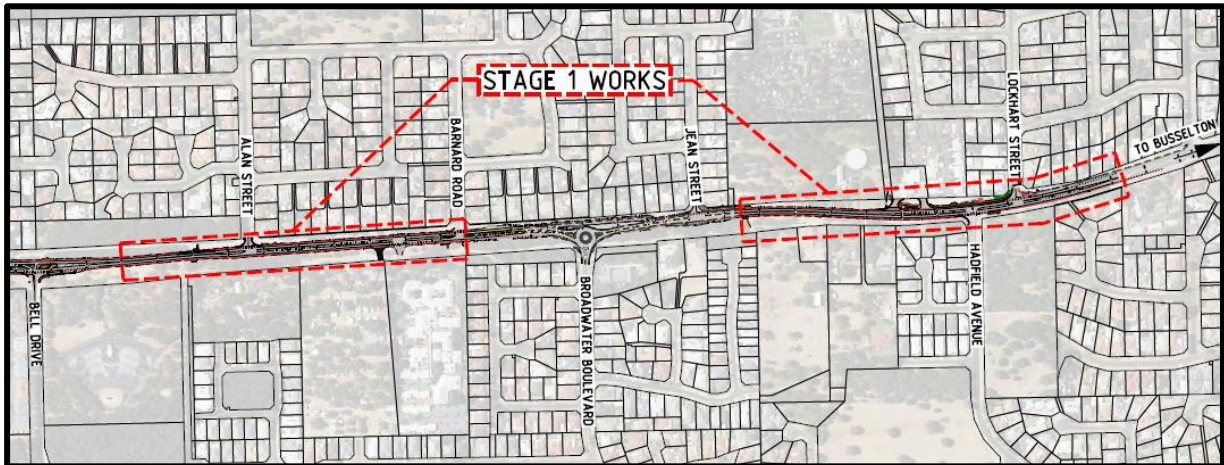 STAGE 1 WORKS
ALAN STREET
BARNARD ROAD
JEAN STREET
LOCKHART STREET
TO BUSSELTON
BELL DRIVE
BROADWATER BOULEVARD
HADFIELD AVENUE